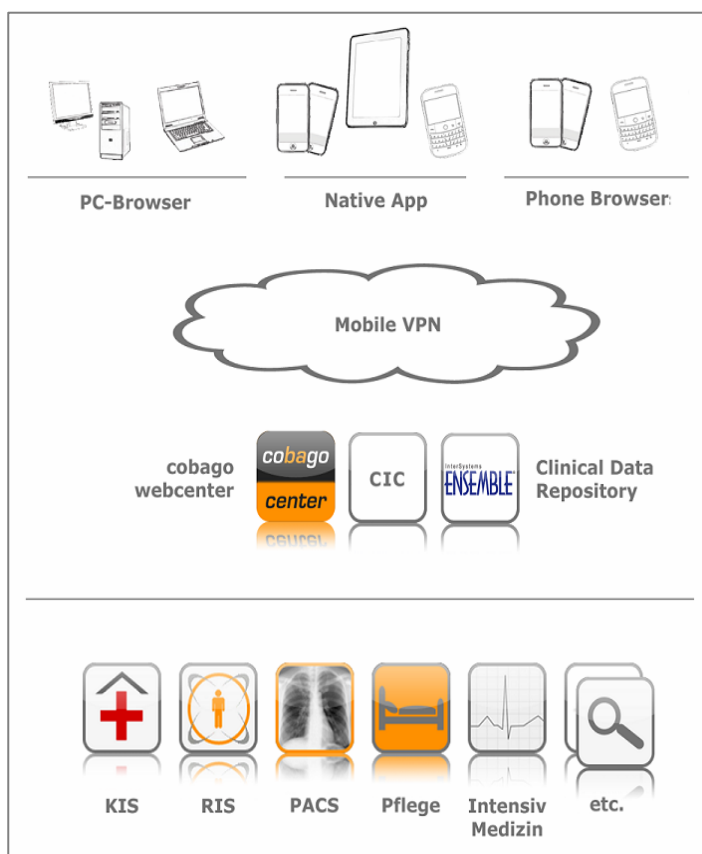 PC-Browser
Native App
Phone Browser
Mobile VPN
cobago
webcenter
cobago
center
CIC
InterSystems
ENSEMBLE
Clinical Data
Repository
KIS
RIS
PACS
Pflege
Intensiv
Medizin
etc.